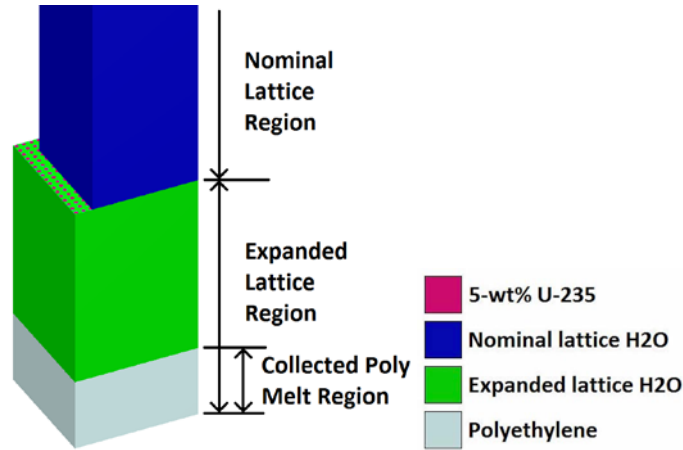 Nominal
Lattice
Region
Expanded
Lattice
Region
Collected Poly
Melt Region
5-wt% U-235
Nominal lattice H2O
Expanded lattice H2O
Polyethylene